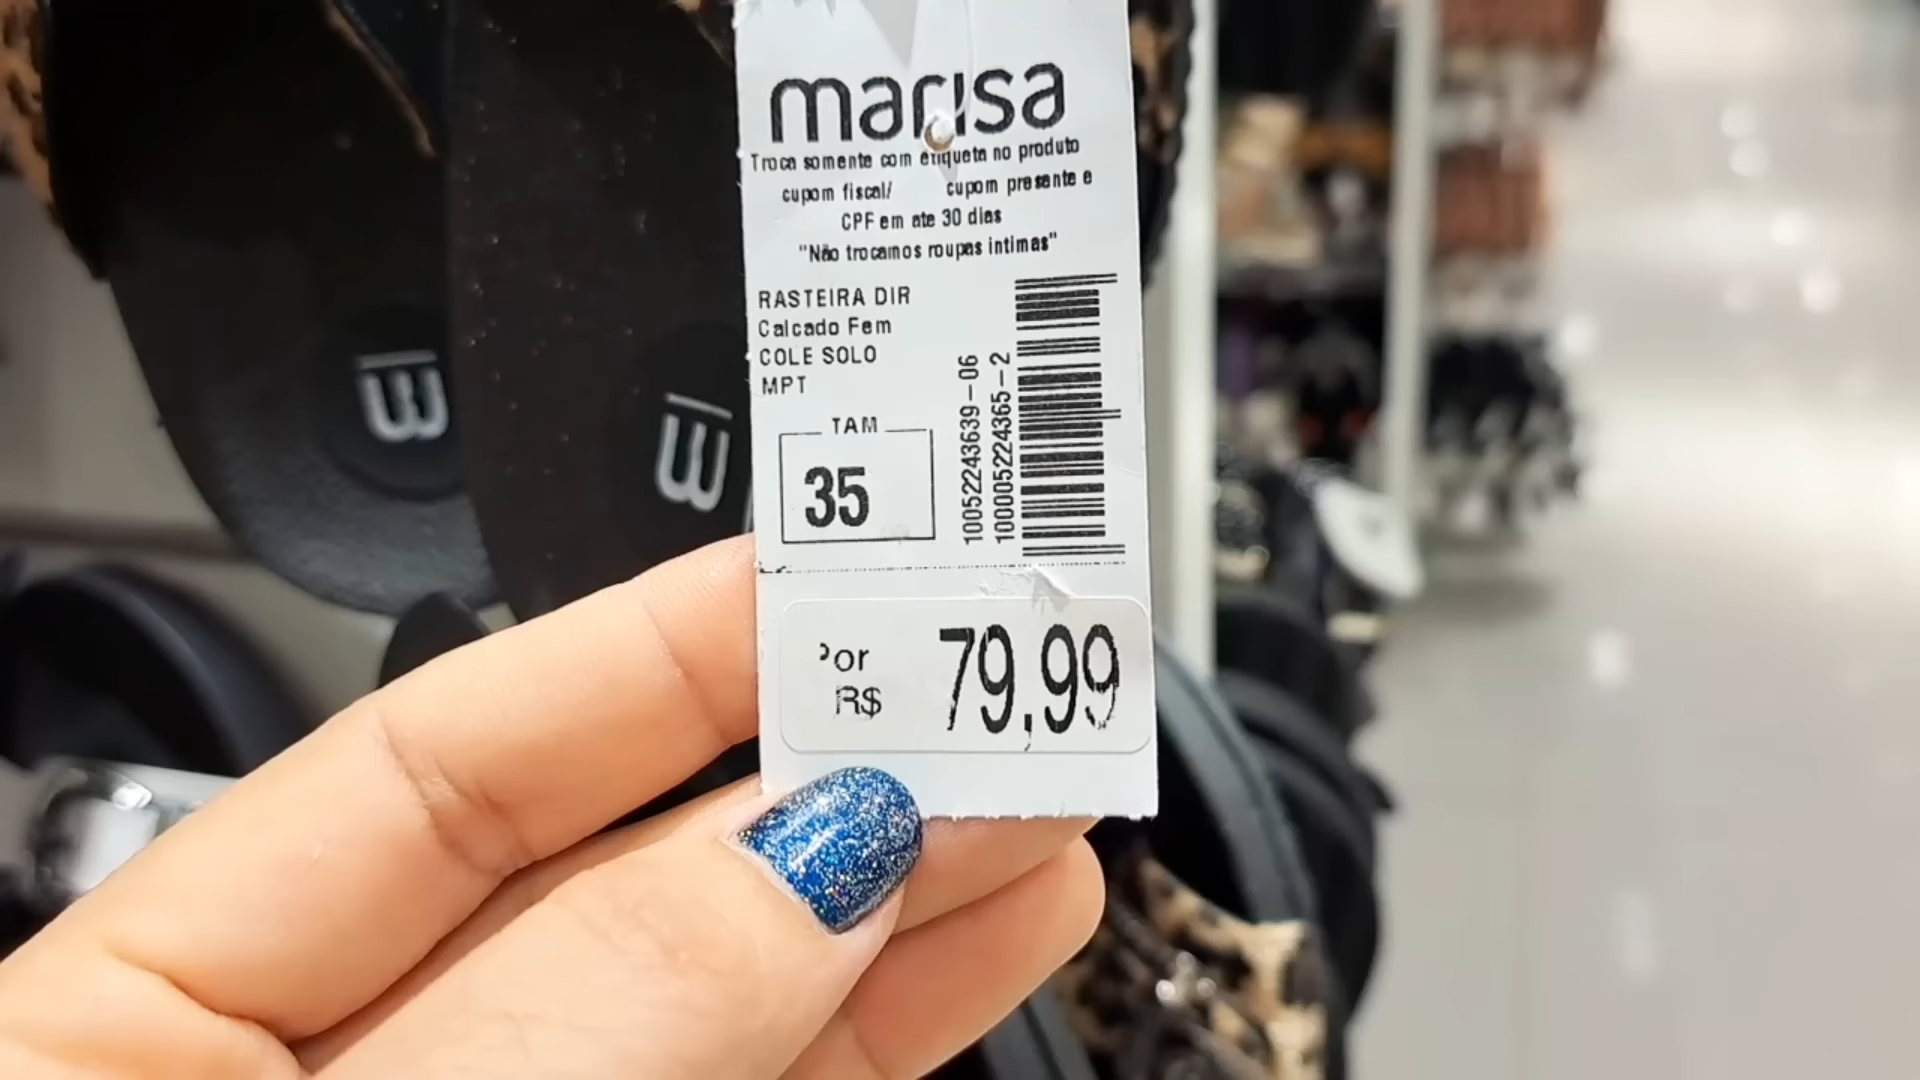 marisa
Troca somente com etiqueta no produto
cupom fiscal/ cupom presente e
CPF em ate 30 dias
"Não trocamos roupas intimas"
RASTEIRA DIR
Calcado Fem
COLE SOLO
MPT
TAM
35
10052243639-06
100005224365-2
Por
R$ 79,99